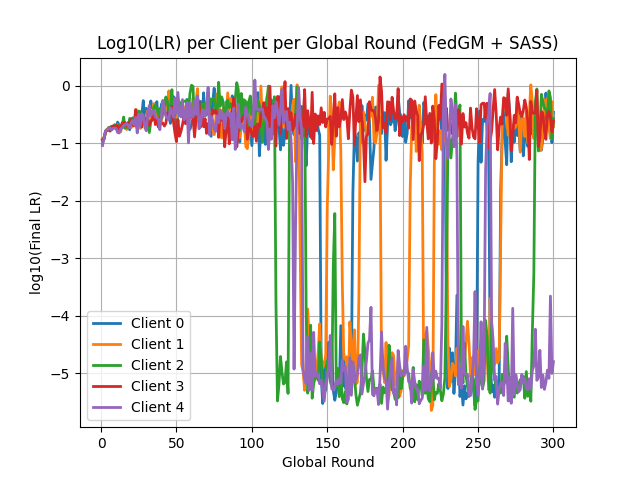 Log10(LR) per Client per Global Round (FedGM + SASS)
log10(Final LR)
0
−1
−2
−3
−4
−5
Client 0
Client 1
Client 2
Client 3
Client 4
0 50 100 150 200 250 300
Global Round